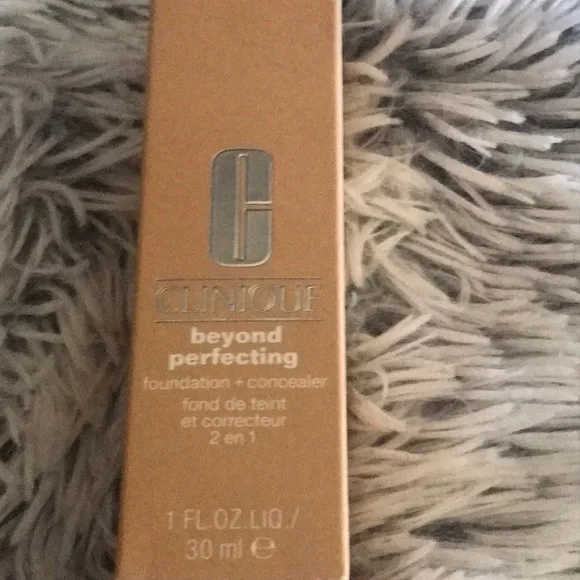 C
CLINIQUE
beyond
perfecting
foundation + concealer
fond de teint
et correcteur
2 en 1
1 FL.OZ.LIQ./
30 ml ℮